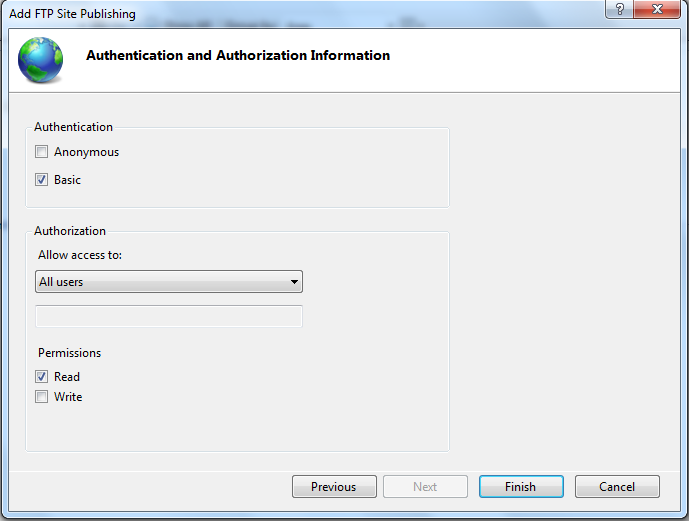 Add FTP Site Publishing
Authentication and Authorization Information
Authentication
Anonymous
Basic
Authorization
Allow access to:
All users
Permissions
Read
Write
Previous Next Finish Cancel